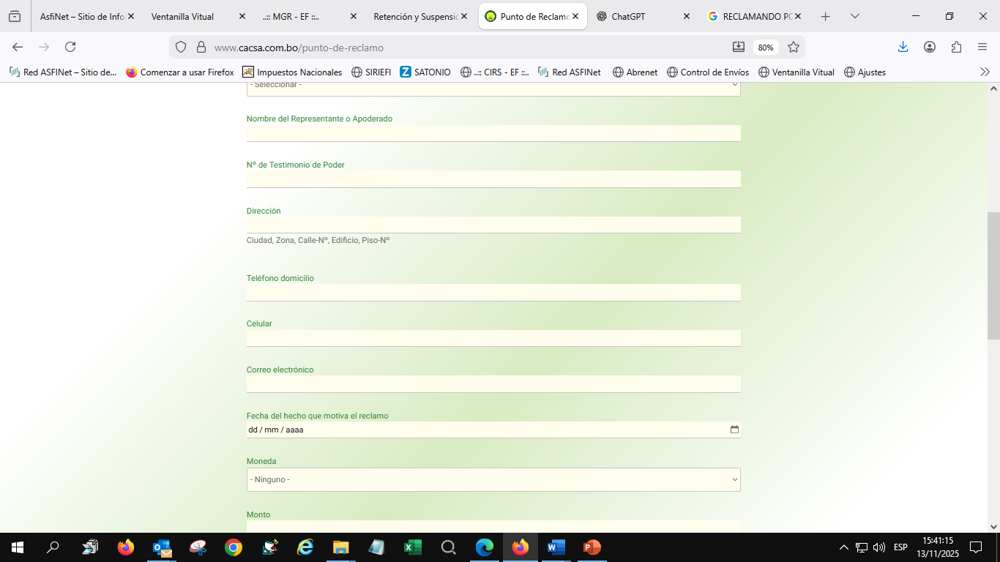 AsfiNet – Sitio de Info
Ventanilla Vitual
..:: MGR - EF ::..
Retención y Suspensió
Punto de Reclamo
ChatGPT
RECLAMANDO PO
www.cacsa.com.bo/punto-de-reclamo
80%
Red ASFINet – Sitio de...
Comenzar a usar Firefox
Impuestos Nacionales
SIRIEFI
SATONIO
..:: CIRS - EF ::..
Red ASFINet
Abrenet
Control de Envíos
Ventanilla Vitual
Ajustes
- Seleccionar -
Nombre del Representante o Apoderado
Nº de Testimonio de Poder
Dirección
Ciudad, Zona, Calle-Nº, Edificio, Piso-Nº
Teléfono domicilio
Celular
Correo electrónico
Fecha del hecho que motiva el reclamo
dd / mm / aaaa
Moneda
- Ninguno -
Monto
ESP
15:41:15
13/11/2025